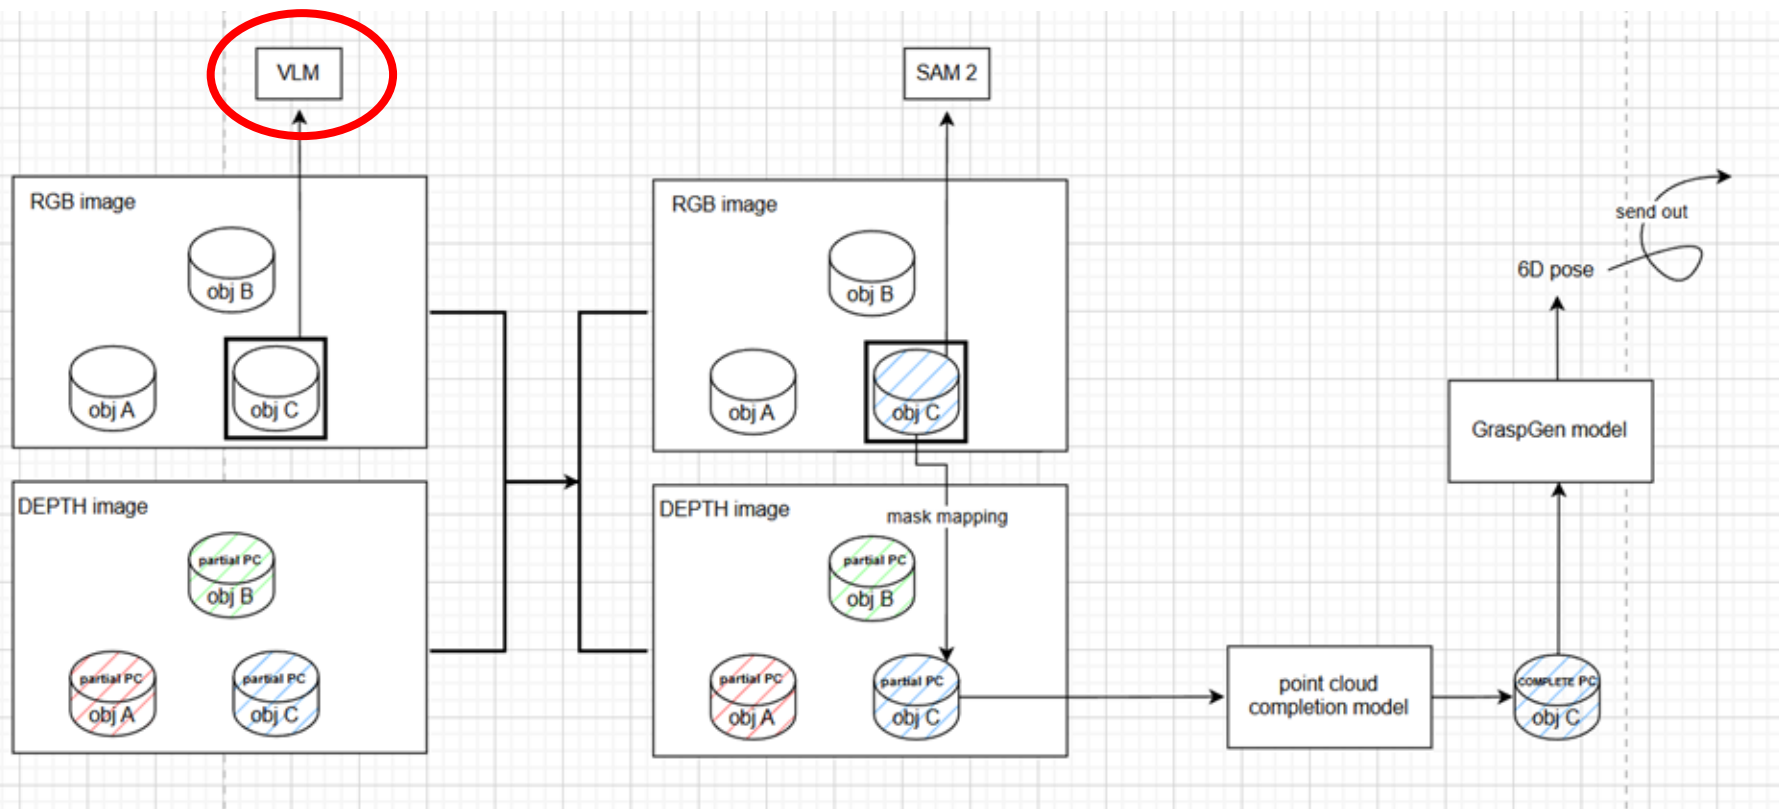 VLM
SAM 2
RGB image
obj B
obj A
obj C
DEPTH image
partial PC
obj B
partial PC
obj A
partial PC
obj C
RGB image
obj B
obj A
obj C
mask mapping
DEPTH image
partial PC
obj B
partial PC
obj A
partial PC
obj C
point cloud
completion model
COMPLETE PC
obj C
GraspGen model
6D pose
send out